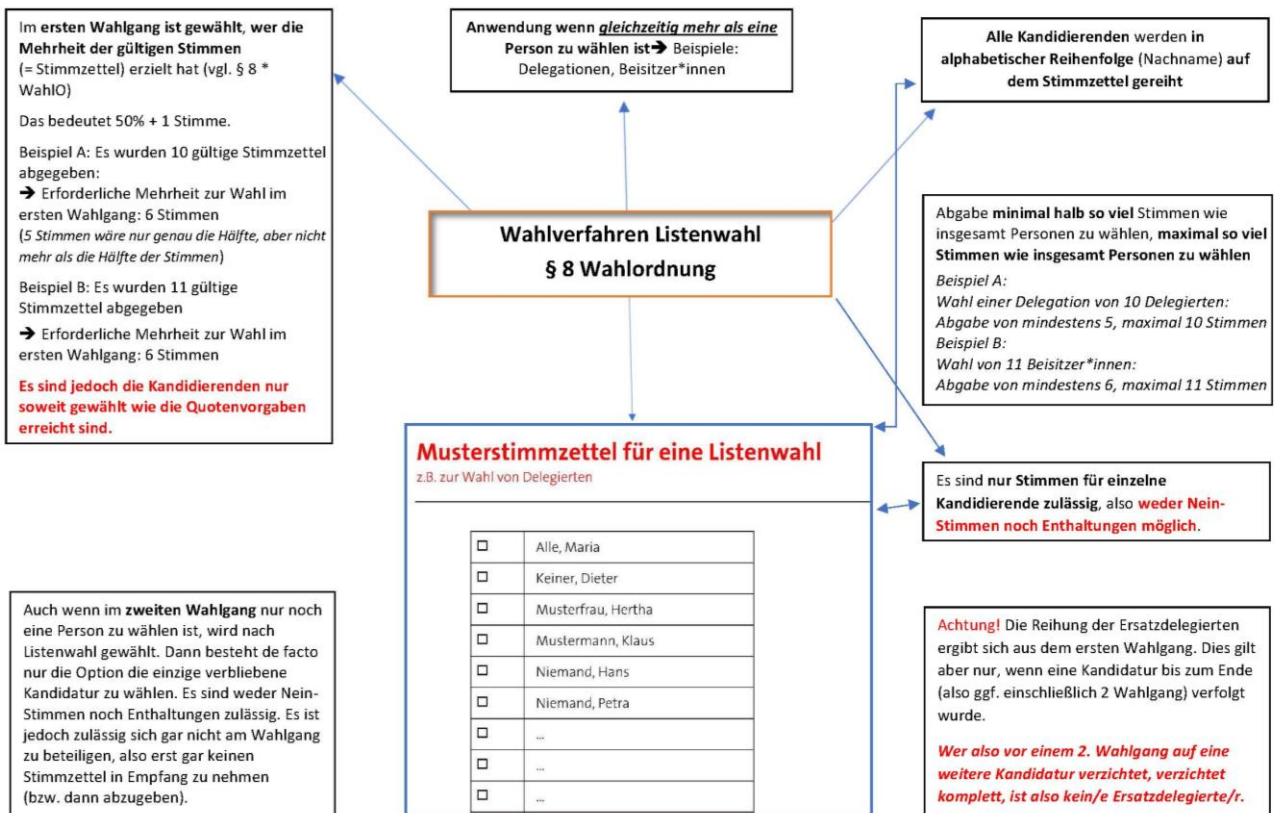 Im ersten Wahlgang ist gewählt, wer die
Mehrheit der gültigen Stimmen
(= Stimmzettel) erzielt hat (vgl. § 8 *
WahlO)
Das bedeutet 50% + 1 Stimme.
Beispiel A: Es wurden 10 gültige Stimmzettel
abgegeben:
➔ Erforderliche Mehrheit zur Wahl im
ersten Wahlgang: 6 Stimmen
(5 Stimmen wäre nur genau die Hälfte, aber nicht
mehr als die Hälfte der Stimmen)
Beispiel B: Es wurden 11 gültige
Stimmzettel abgegeben
➔ Erforderliche Mehrheit zur Wahl im
ersten Wahlgang: 6 Stimmen
Es sind jedoch die Kandidierenden nur
soweit gewählt wie die Quotenvorgaben
erreicht sind.
Anwendung wenn gleichzeitig mehr als eine
Person zu wählen ist➔ Beispiele:
Delegationen, Beisitzer*innen
Alle Kandidierenden werden in
alphabetischer Reihenfolge (Nachname) auf
dem Stimmzettel gereiht
Wahlverfahren Listenwahl
§ 8 Wahlordnung
Abgabe minimal halb so viel Stimmen wie
insgesamt Personen zu wählen, maximal so viel
Stimmen wie insgesamt Personen zu wählen
Beispiel A:
Wahl einer Delegation von 10 Delegierten:
Abgabe von mindestens 5, maximal 10 Stimmen
Beispiel B:
Wahl von 11 Beisitzer*innen:
Abgabe von mindestens 6, maximal 11 Stimmen
Musterstimmzettel für eine Listenwahl
z.B. zur Wahl von Delegierten
Alle, Maria
Keiner, Dieter
Musterfrau, Hertha
Mustermann, Klaus
Niemand, Hans
Niemand, Petra
...
...
...
Es sind nur Stimmen für einzelne
Kandidierende zulässig, also weder Nein-
Stimmen noch Enthaltungen möglich.
Auch wenn im zweiten Wahlgang nur noch
eine Person zu wählen ist, wird nach
Listenwahl gewählt. Dann besteht de facto
nur die Option die einzige verbliebene
Kandidatur zu wählen. Es sind weder Nein-
Stimmen noch Enthaltungen zulässig. Es ist
jedoch zulässig sich gar nicht am Wahlgang
zu beteiligen, also erst gar keinen
Stimmzettel in Empfang zu nehmen
(bzw. dann abzugeben).
Achtung! Die Reihung der Ersatzdelegierten
ergibt sich aus dem ersten Wahlgang. Dies gilt
aber nur, wenn eine Kandidatur bis zum Ende
(also ggf. einschließlich 2 Wahlgang) verfolgt
wurde.
Wer also vor einem 2. Wahlgang auf eine
weitere Kandidatur verzichtet, verzichtet
komplett, ist also kein/e Ersatzdelegierte/r.